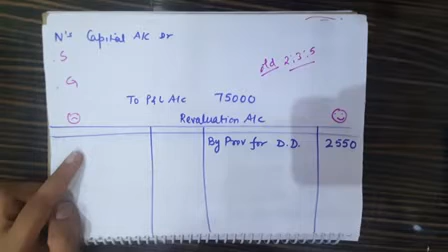 N's Capital A/c Dr
S
old 2:3:5
G
To P&L A/c 75000
Revaluation A/c
By Prov for D.D. 2550